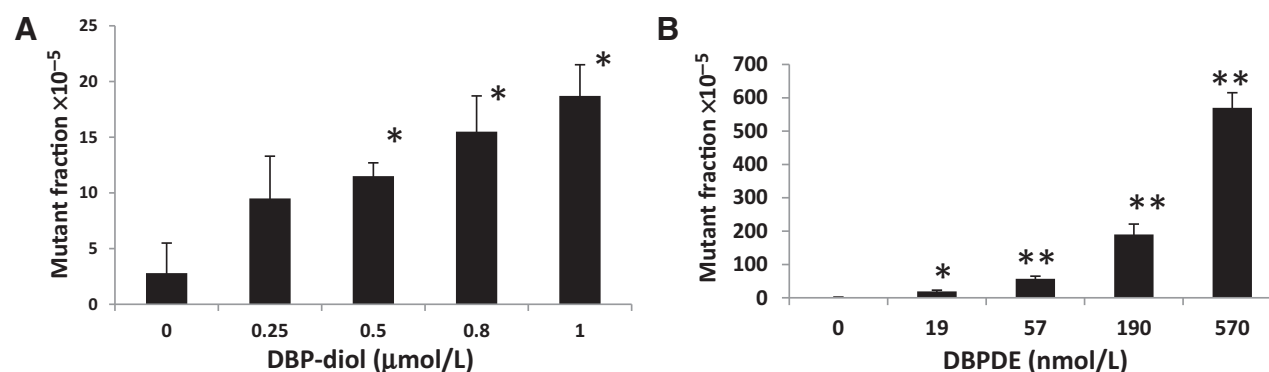 A
Mutant fraction ×10⁻⁵
25
20
15
10
5
0
0 0.25 0.5 0.8 1
DBP-diol (µmol/L)
* * *
B
Mutant fraction ×10⁻⁵
700
600
500
400
300
200
100
0
0 19 57 190 570
DBPDE (nmol/L)
* ** ** **